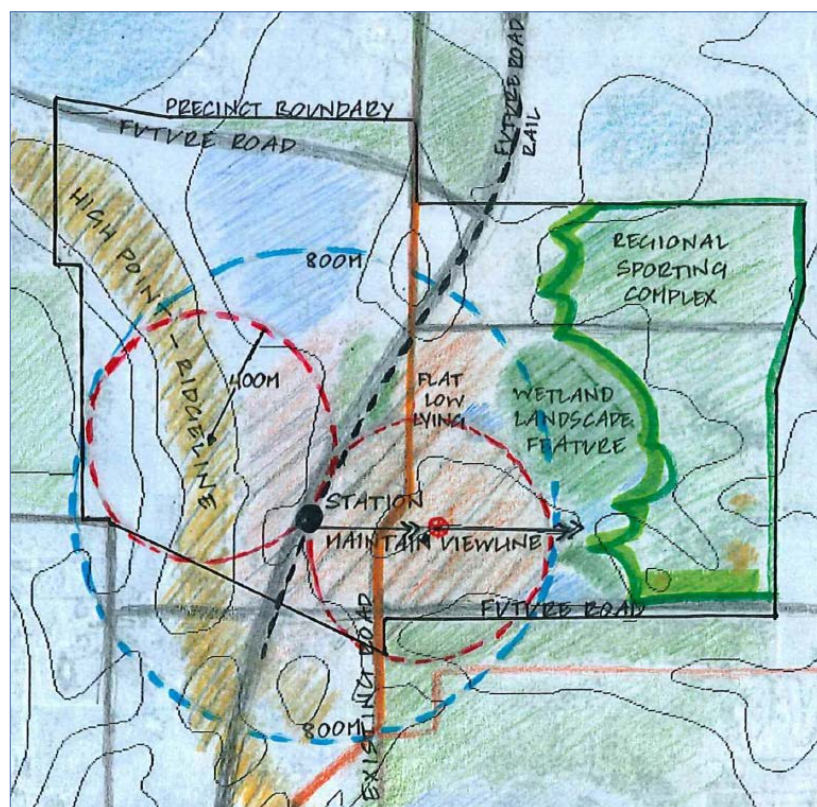 PRECINCT BOUNDARY
FUTURE ROAD
FUTURE ROAD
RAIL
HIGH POINT - RIDGELINE
REGIONAL
SPORTING
COMPLEX
800M
400M
FLAT
LOW
LYING
WETLAND
LANDSCAPE
FEATURE
STATION
MAINTAIN VIEWLINE
FUTURE ROAD
EXISTING ROAD
800M